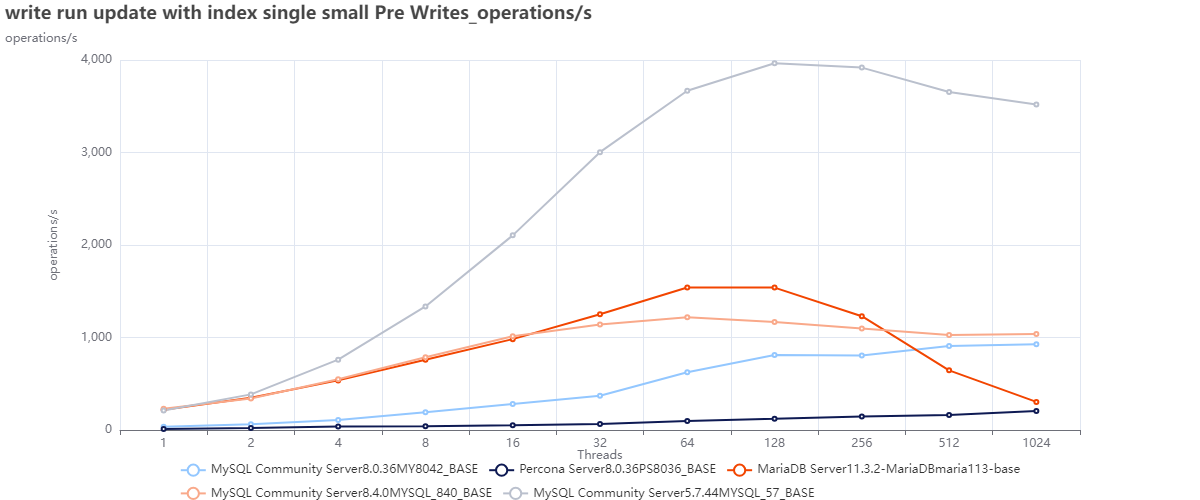 write run update with index single small Pre Writes_operations/s
operations/s
4,000
3,000
2,000
1,000
0
operations/s
1 2 4 8 16 32 64 128 256 512 1024
Threads
MySQL Community Server8.0.36MY8042_BASE Percona Server8.0.36PS8036_BASE MariaDB Server11.3.2-MariaDBmaria113-base
MySQL Community Server8.4.0MYSQL_840_BASE MySQL Community Server5.7.44MYSQL_57_BASE